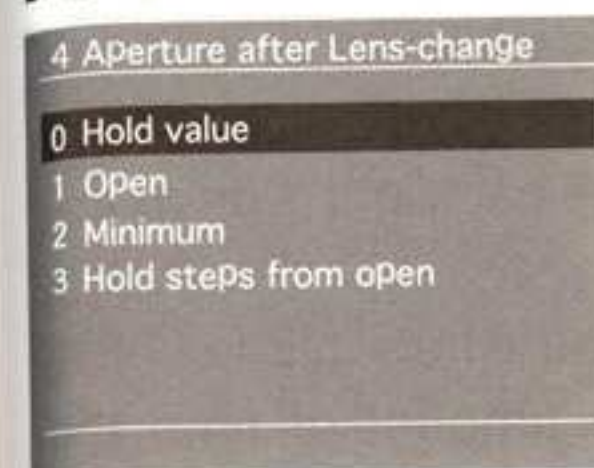 4 Aperture after Lens-change
0 Hold value
1 Open
2 Minimum
3 Hold steps from open